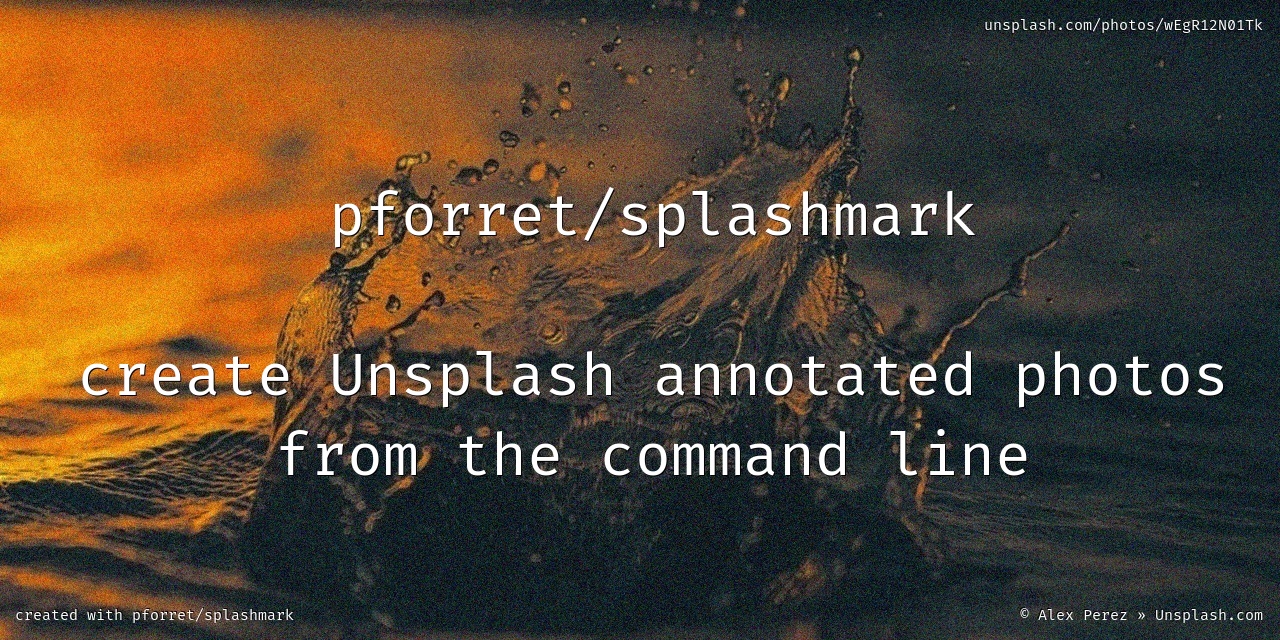 unsplash.com/photos/wEgR12N01Tk
pforret/splashmark
create Unsplash annotated photos
from the command line
created with pforret/splashmark
© Alex Perez » Unsplash.com